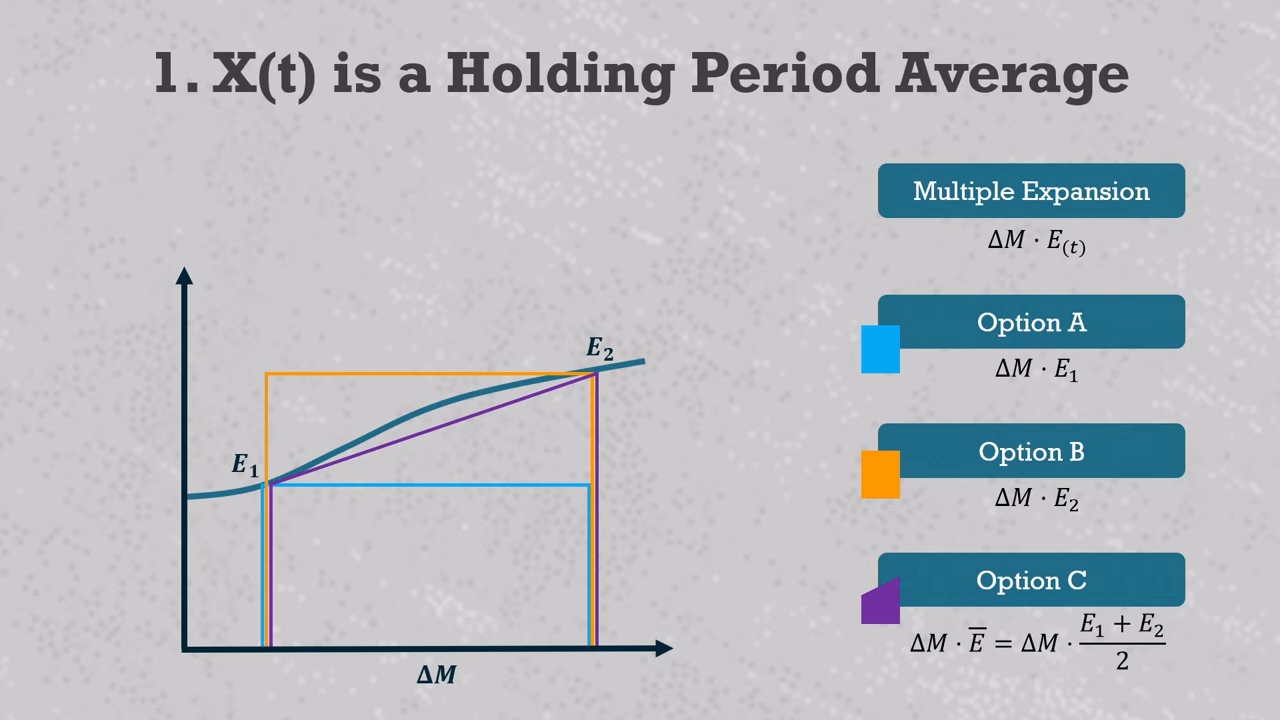 1. X(t) is a Holding Period Average
Multiple Expansion
ΔM · E₍t₎
Option A
ΔM · E₁
Option B
ΔM · E₂
Option C
ΔM · E̅ = ΔM · (E₁ + E₂)/2
E₂
E₁
ΔM